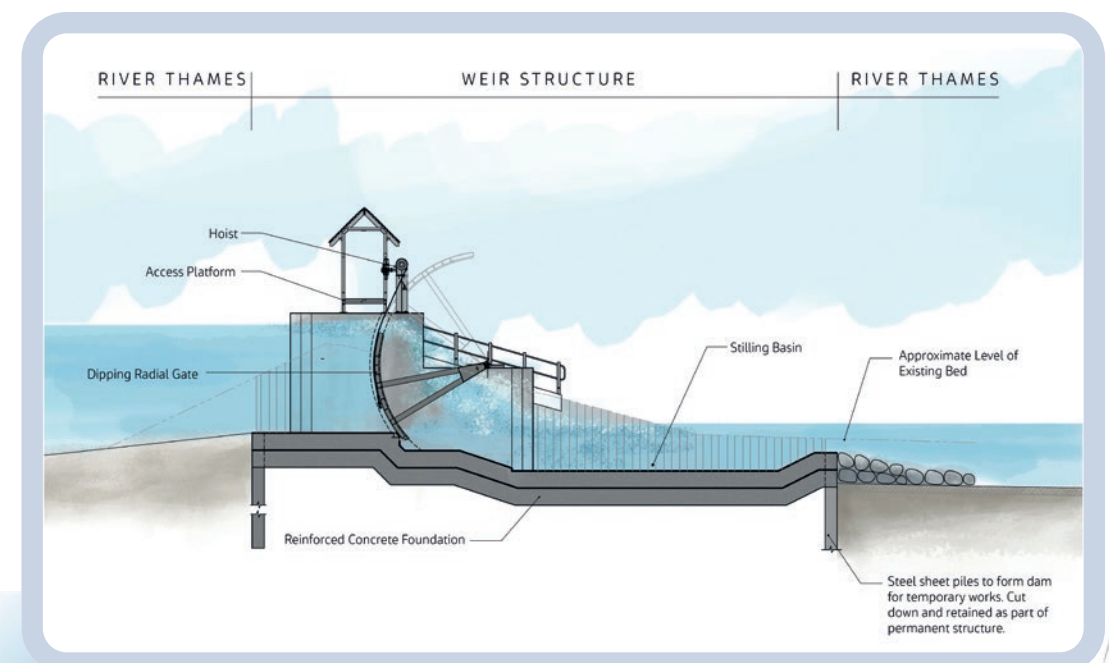 RIVER THAMES
WEIR STRUCTURE
RIVER THAMES
Hoist
Access Platform
Dipping Radial Gate
Stilling Basin
Approximate Level of
Existing Bed
Reinforced Concrete Foundation
Steel sheet piles to form dam
for temporary works. Cut
down and retained as part of
permanent structure.